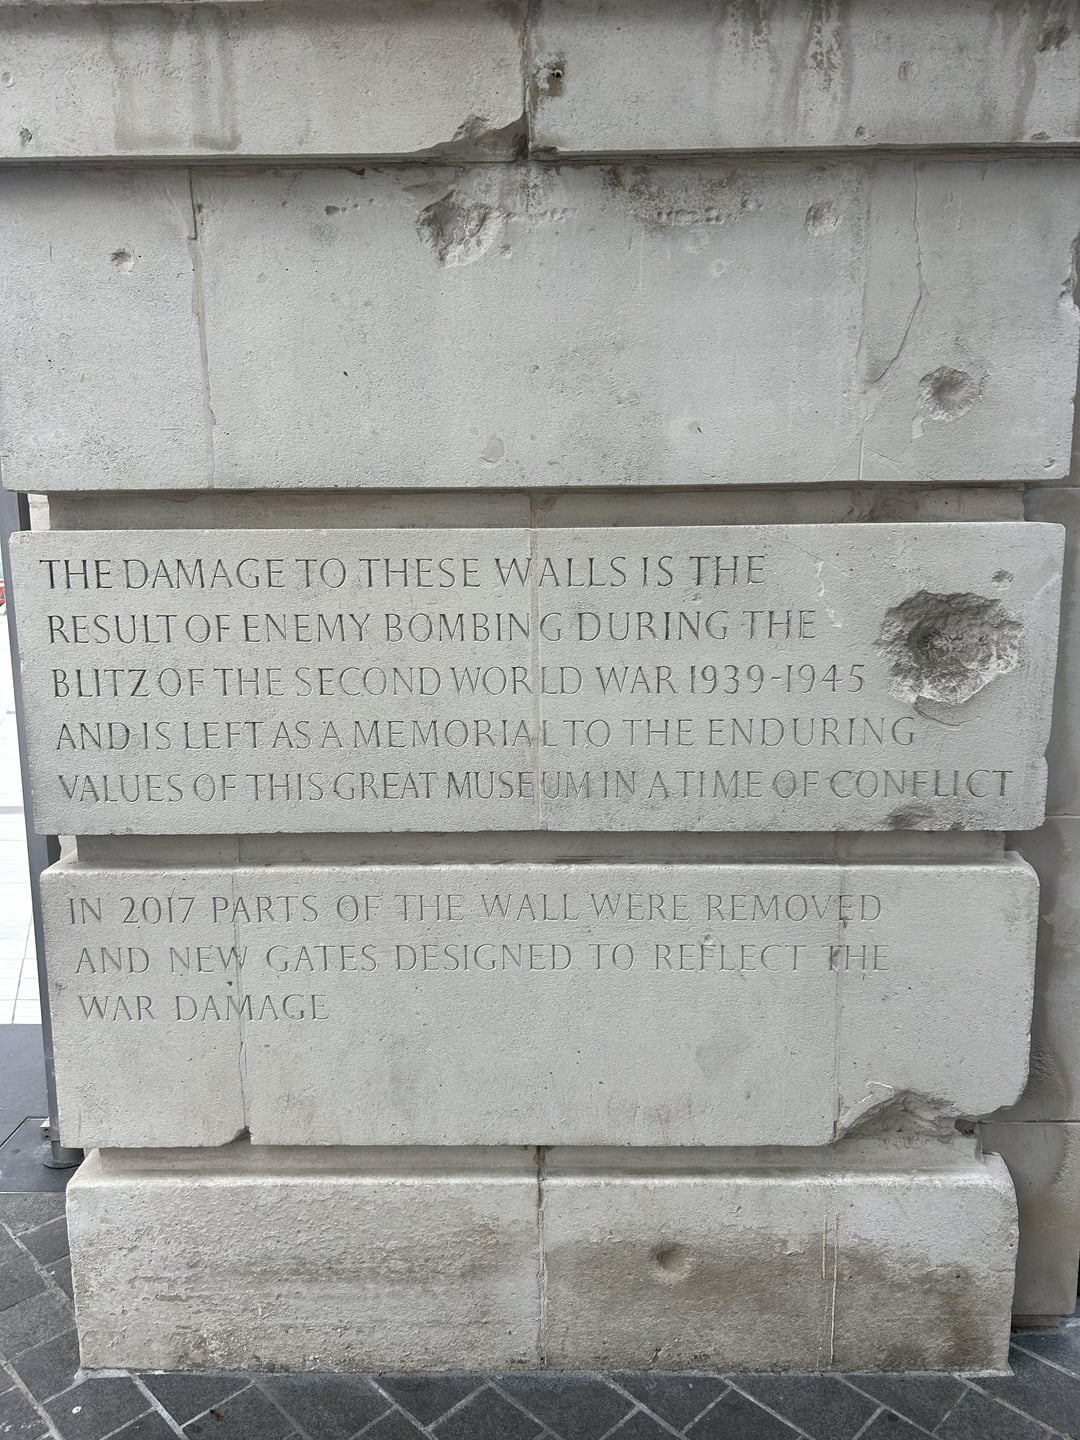 THE DAMAGE TO THESE WALLS IS THE
RESULT OF ENEMY BOMBING DURING THE
BLITZ OF THE SECOND WORLD WAR 1939-1945
AND IS LEFT AS A MEMORIAL TO THE ENDURING
VALUES OF THIS GREAT MUSEUM IN A TIME OF CONFLICT
IN 2017 PARTS OF THE WALL WERE REMOVED
AND NEW GATES DESIGNED TO REFLECT THE
WAR DAMAGE